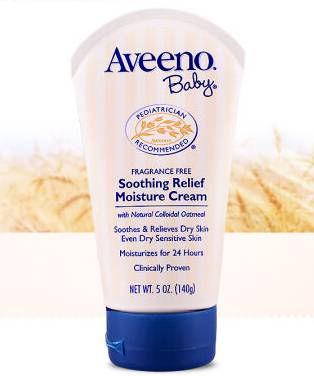 Aveeno.
Baby®
PEDIATRICIAN
AVEENO
RECOMMENDED
FRAGRANCE FREE
Soothing Relief
Moisture Cream
with Natural Colloidal Oatmeal
Soothes & Relieves Dry Skin
Even Dry Sensitive Skin
Moisturizes for 24 Hours
Clinically Proven
NET WT. 5 OZ. (140g)